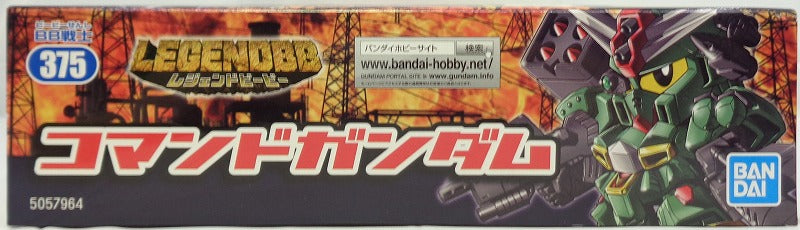 ビービーせんし
BB戦士
375
LEGENDBB
レジェンドビービー
バンダイホビーサイト 検索
www.bandai-hobby.net/
GUNDAM PORTAL SITE www.gundam.info
コマンドガンダム
5057964
BAN
DAI